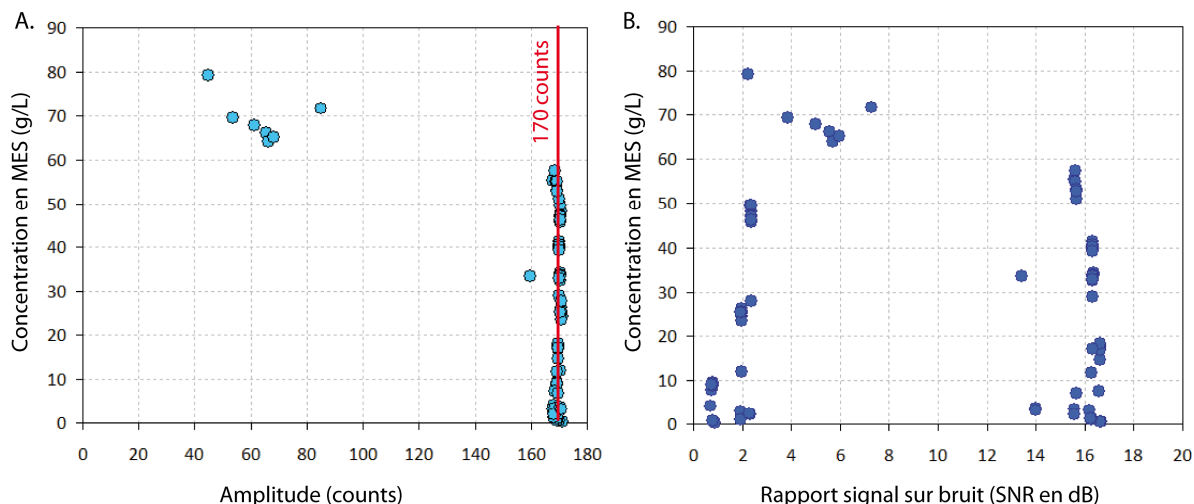 A.
Concentration en MES (g/L)
90
80
70
60
50
40
30
20
10
0
170 counts
0 20 40 60 80 100 120 140 160 180
Amplitude (counts)
B.
Concentration en MES (g/L)
90
80
70
60
50
40
30
20
10
0
0 2 4 6 8 10 12 14 16 18 20
Rapport signal sur bruit (SNR en dB)